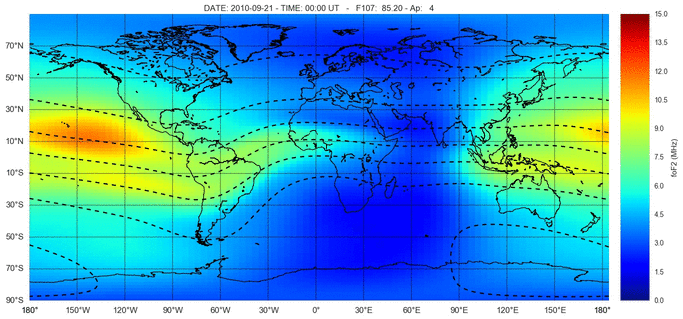 DATE: 2010-09-21 - TIME: 00:00 UT - F107: 85.20 - Ap: 4
70°N
50°N
30°N
10°N
10°S
30°S
50°S
70°S
90°S
180° 150°W 120°W 90°W 60°W 30°W 0° 30°E 60°E 90°E 120°E 150°E 180°
15.0
13.5
12.0
10.5
9.0
7.5
6.0
4.5
3.0
1.5
0.0
foF2 (MHz)